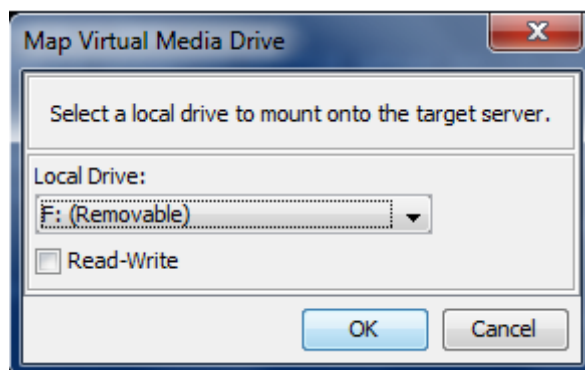 Map Virtual Media Drive
Select a local drive to mount onto the target server.
Local Drive:
F: (Removable)
Read-Write
OK
Cancel